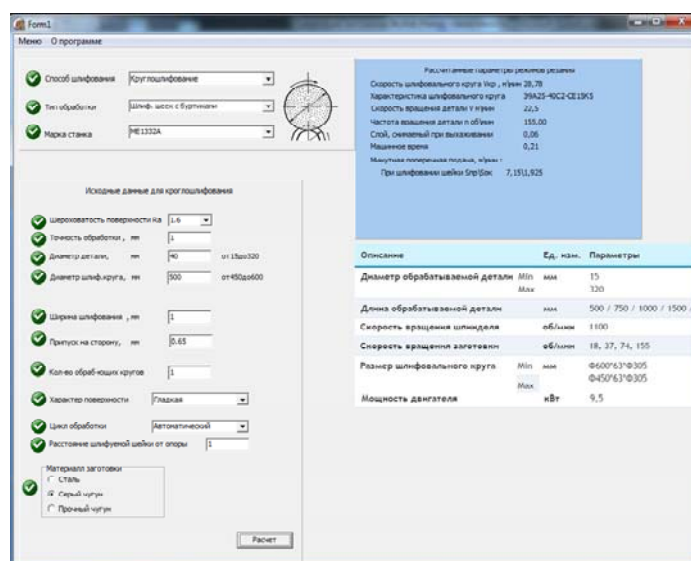 Form1
Меню О программе
Способ шлифования Круглошлифование
Тип обработки Шлиф. шеек с буртиками
Марка станка МЕ1332А
Рассчитанные параметры режимов резания
Скорость шлифовального круга Vкр , м\мин 28,78
Характеристика шлифовального круга 39А25-40С2-СЕ15К5
Скорость вращения детали V м\мин 22,5
Частота вращения детали n об\мин 155.00
Слой, снимаемый при выхаживании 0,06
Машинное время 0,21
Минутная поперечная подача, м\мин :
При шлифовании шейки Sпр\Sок 7,15\1,925
Исходные данные для круглошлифования
Шероховатость поверхности Ra 1.6
Точность обработки , мм 1
Диаметр детали, мм 40 от 15до320
Диаметр шлиф.круга, мм 500 от450до600
Ширина шлифования , мм 1
Припуск на сторону, мм 0.65
Кол-во обраб-ющих кругов 1
Характер поверхности Гладкая
Цикл обработки Автоматический
Расстояние шлифуемой шейки от опоры 1
Материалл заготовки
Сталь
Серый чугун
Прочный чугун
Расчет
Описание Ед. изм. Параметры
Диаметр обрабатываемой детали Min мм 15
Max 320
Длина обрабатываемой детали мм 500 / 750 / 1000 / 1500 /
Скорость вращения шпинделя об/мин 1100
Скорость вращения заготовки об/мин 18, 37, 74, 155
Размер шлифовального круга Min мм Ф600*63*Ф305
Max Ф450*63*Ф305
Мощность двигателя кВт 9,5